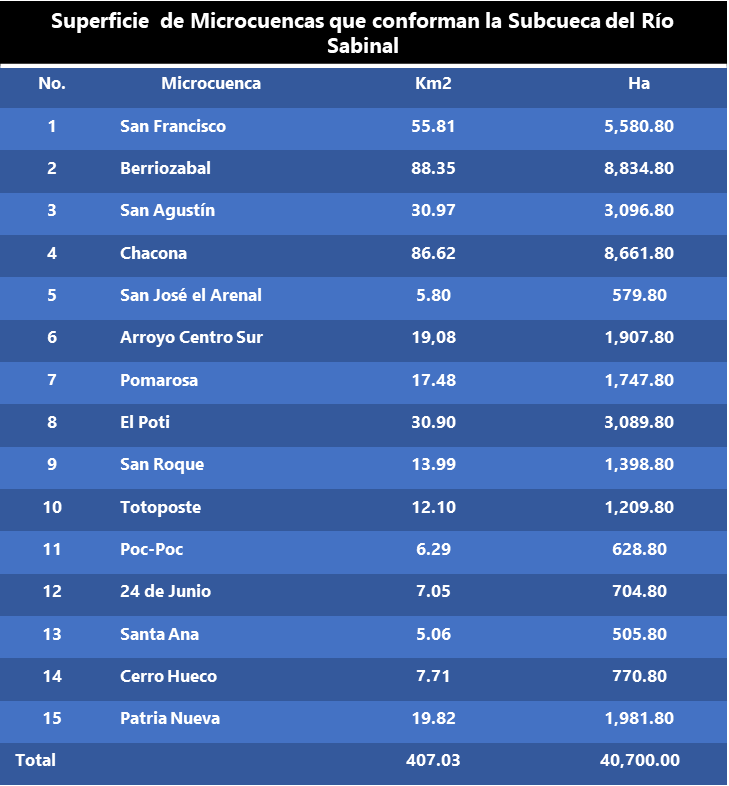 Superficie de Microcuencas que conforman la Subcueca del Río
Sabinal
No. Microcuenca Km2 Ha
1 San Francisco 55.81 5,580.80
2 Berriozabal 88.35 8,834.80
3 San Agustín 30.97 3,096.80
4 Chacona 86.62 8,661.80
5 San José el Arenal 5.80 579.80
6 Arroyo Centro Sur 19,08 1,907.80
7 Pomarosa 17.48 1,747.80
8 El Poti 30.90 3,089.80
9 San Roque 13.99 1,398.80
10 Totoposte 12.10 1,209.80
11 Poc-Poc 6.29 628.80
12 24 de Junio 7.05 704.80
13 Santa Ana 5.06 505.80
14 Cerro Hueco 7.71 770.80
15 Patria Nueva 19.82 1,981.80
Total 407.03 40,700.00